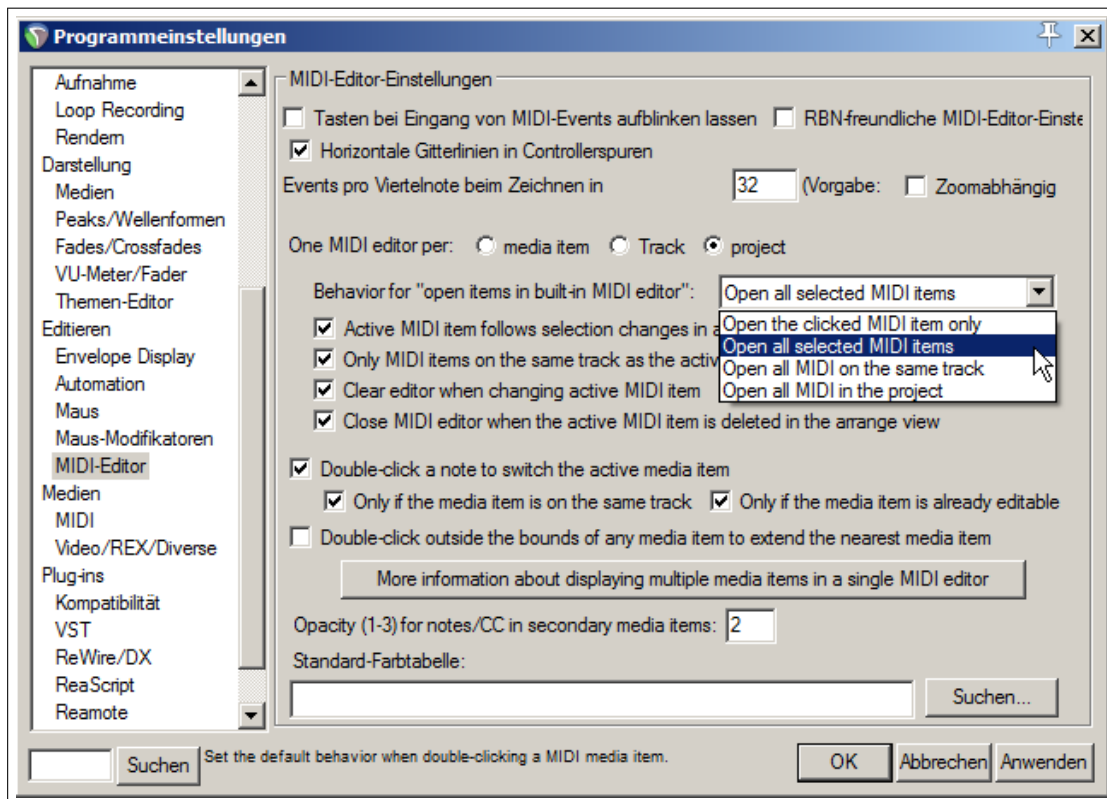 Programmeinstellungen
Aufnahme
Loop Recording
Rendern
Darstellung
Medien
Peaks/Wellenformen
Fades/Crossfades
VU-Meter/Fader
Themen-Editor
Editieren
Envelope Display
Automation
Maus
Maus-Modifikatoren
MIDI-Editor
Medien
MIDI
Video/REX/Diverse
Plug-ins
Kompatibilität
VST
ReWire/DX
ReaScript
Reamote
MIDI-Editor-Einstellungen
Tasten bei Eingang von MIDI-Events aufblinken lassen RBN-freundliche MIDI-Editor-Einste
Horizontale Gitterlinien in Controllerspuren
Events pro Viertelnote beim Zeichnen in 32 (Vorgabe: Zoomabhängig
One MIDI editor per: media item Track project
Behavior for "open items in built-in MIDI editor": Open all selected MIDI items
Open the clicked MIDI item only
Open all selected MIDI items
Open all MIDI on the same track
Open all MIDI in the project
Active MIDI item follows selection changes in a
Only MIDI items on the same track as the activ
Clear editor when changing active MIDI item
Close MIDI editor when the active MIDI item is deleted in the arrange view
Double-click a note to switch the active media item
Only if the media item is on the same track Only if the media item is already editable
Double-click outside the bounds of any media item to extend the nearest media item
More information about displaying multiple media items in a single MIDI editor
Opacity (1-3) for notes/CC in secondary media items: 2
Standard-Farbtabelle:
Suchen...
Suchen Set the default behavior when double-clicking a MIDI media item.
OK Abbrechen Anwenden